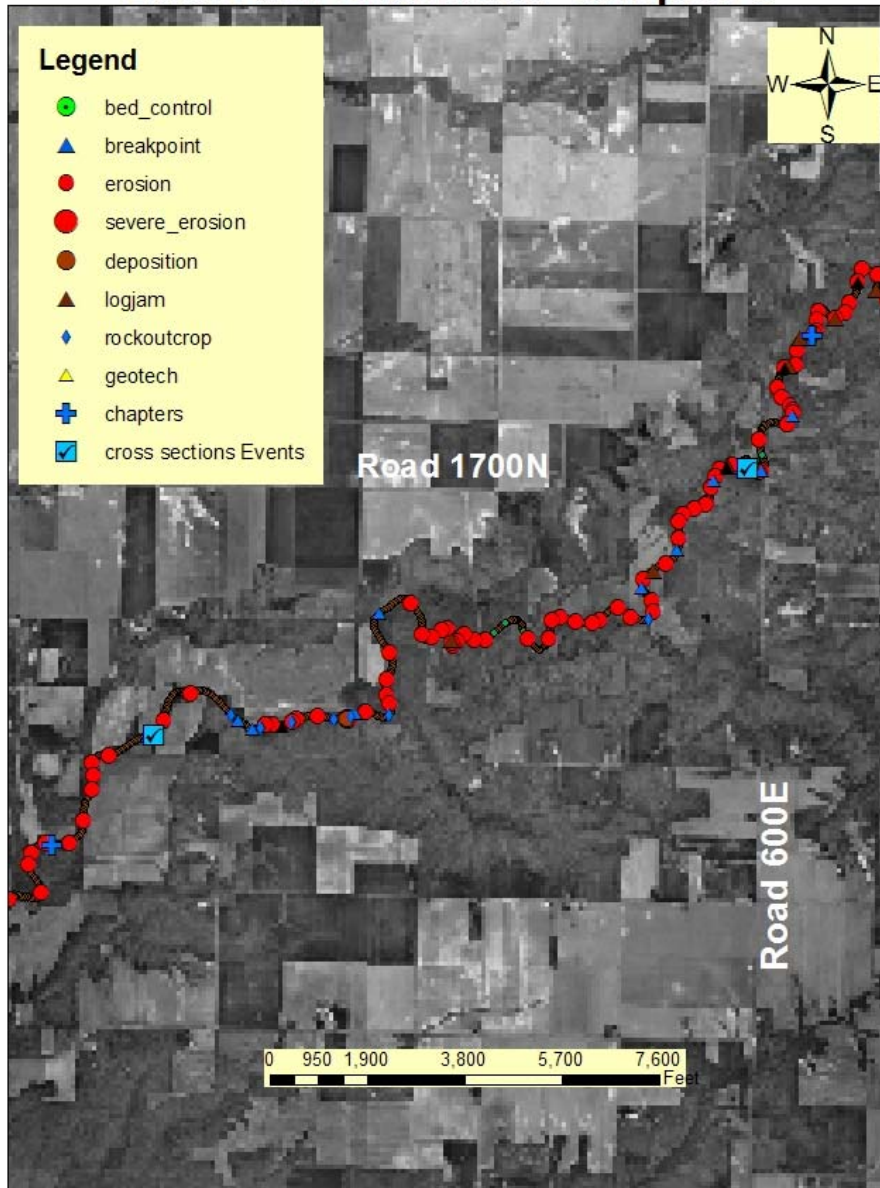 Legend
bed_control
breakpoint
erosion
severe_erosion
deposition
logjam
rockoutcrop
geotech
chapters
cross sections Events
N
W E
S
Road 1700N
Road 600E
0 950 1,900 3,800 5,700 7,600
Feet